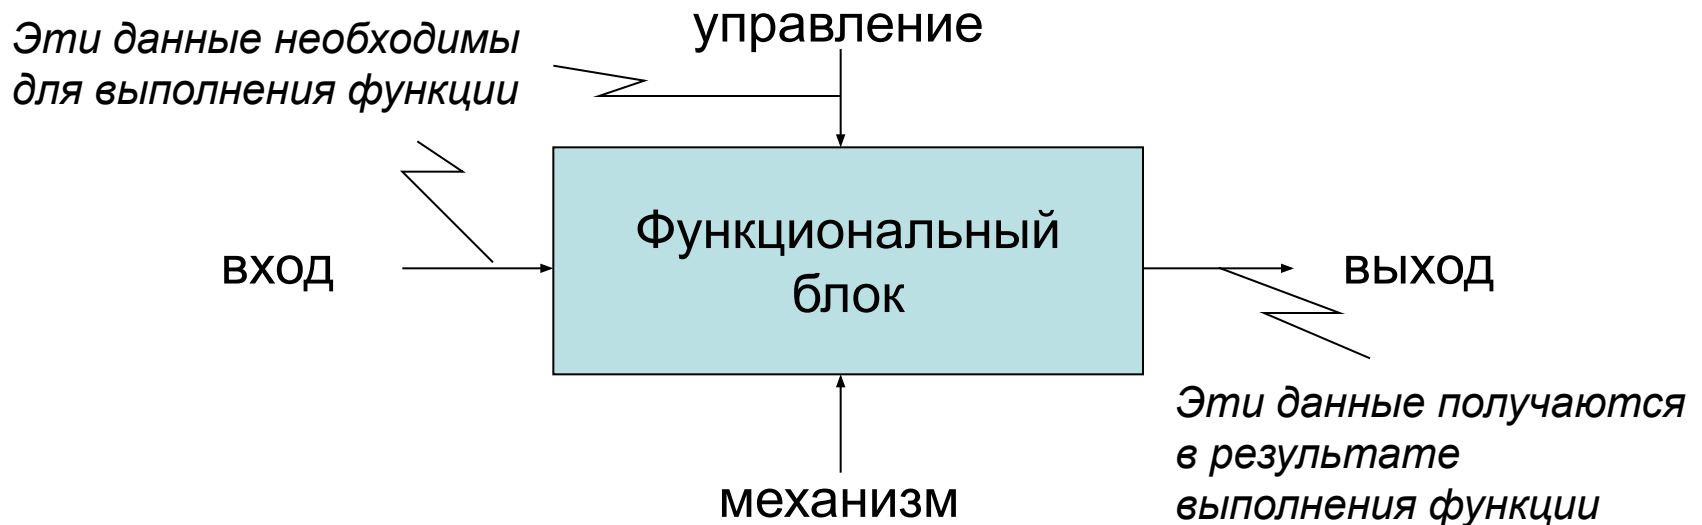 управление
Эти данные необходимы
для выполнения функции
Функциональный
блок
вход
выход
механизм
Эти данные получаются
в результате
выполнения функции